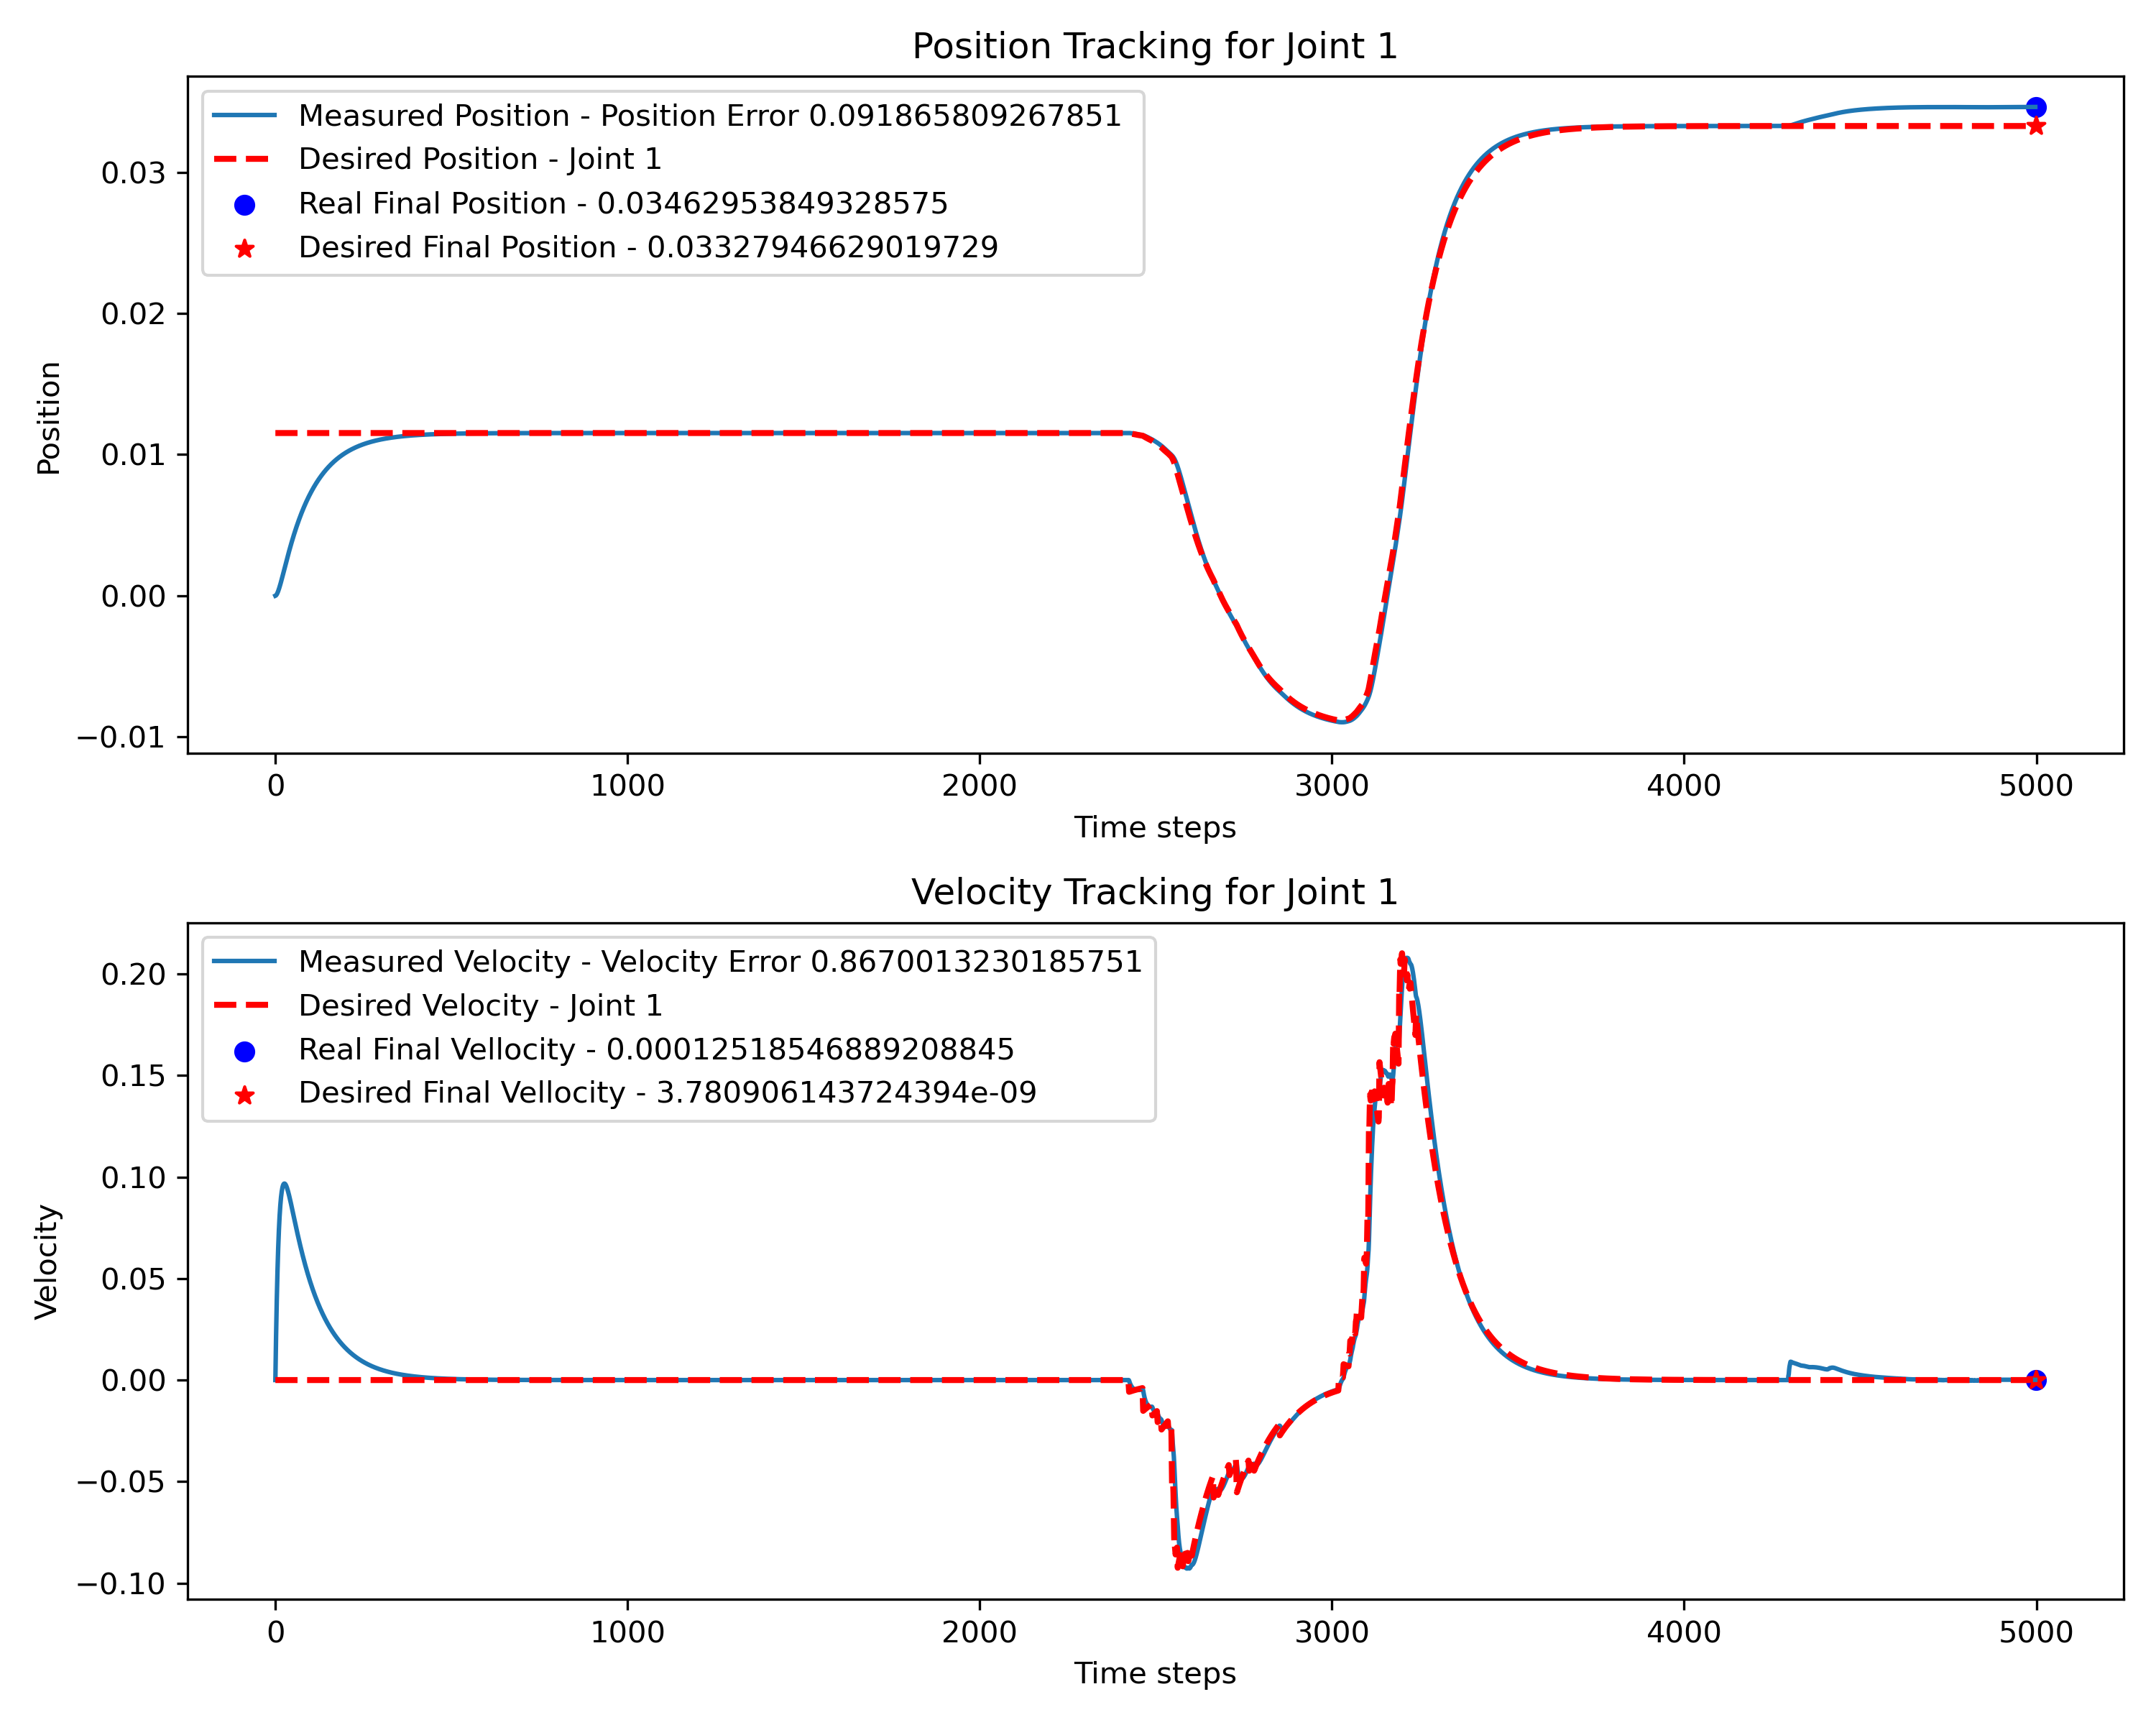 Position Tracking for Joint 1
Measured Position - Position Error 0.091865809267851
Desired Position - Joint 1
Real Final Position - 0.03462953849328575
Desired Final Position - 0.03327946629019729
Position
0.03
0.02
0.01
0.00
−0.01
0 1000 2000 3000 4000 5000
Time steps
Velocity Tracking for Joint 1
Measured Velocity - Velocity Error 0.8670013230185751
Desired Velocity - Joint 1
Real Final Vellocity - 0.00012518546889208845
Desired Final Vellocity - 3.780906143724394e-09
Velocity
0.20
0.15
0.10
0.05
0.00
−0.05
−0.10
0 1000 2000 3000 4000 5000
Time steps